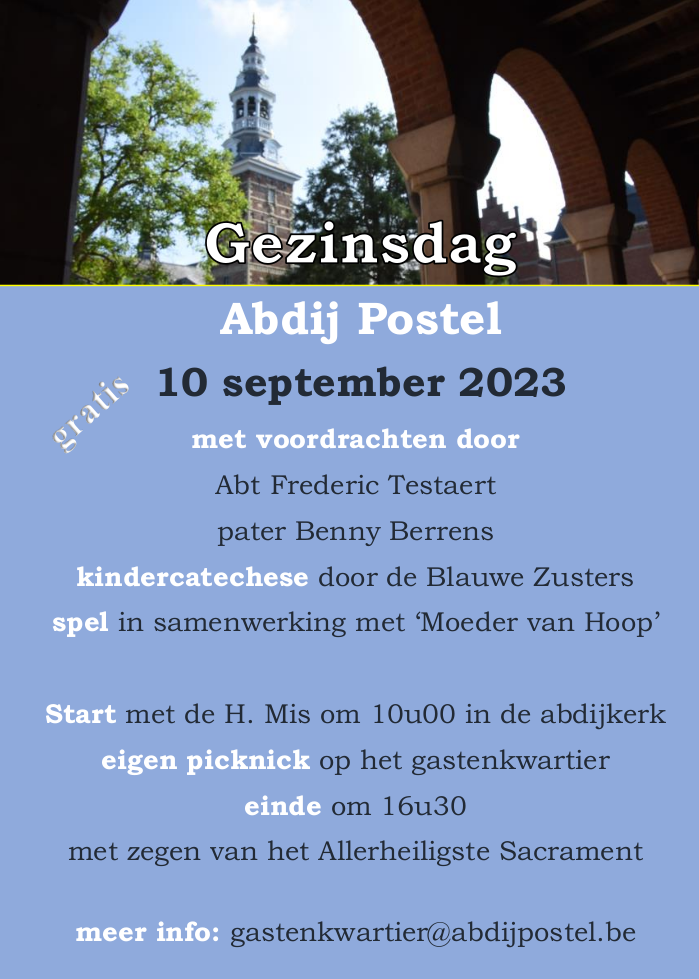 Gezinsdag
Abdij Postel
10 september 2023
gratis
met voordrachten door
Abt Frederic Testaert
pater Benny Berrens
kindercatechese door de Blauwe Zusters
spel in samenwerking met ‘Moeder van Hoop’
Start met de H. Mis om 10u00 in de abdijkerk
eigen picknick op het gastenkwartier
einde om 16u30
met zegen van het Allerheiligste Sacrament
meer info: gastenkwartier@abdijpostel.be